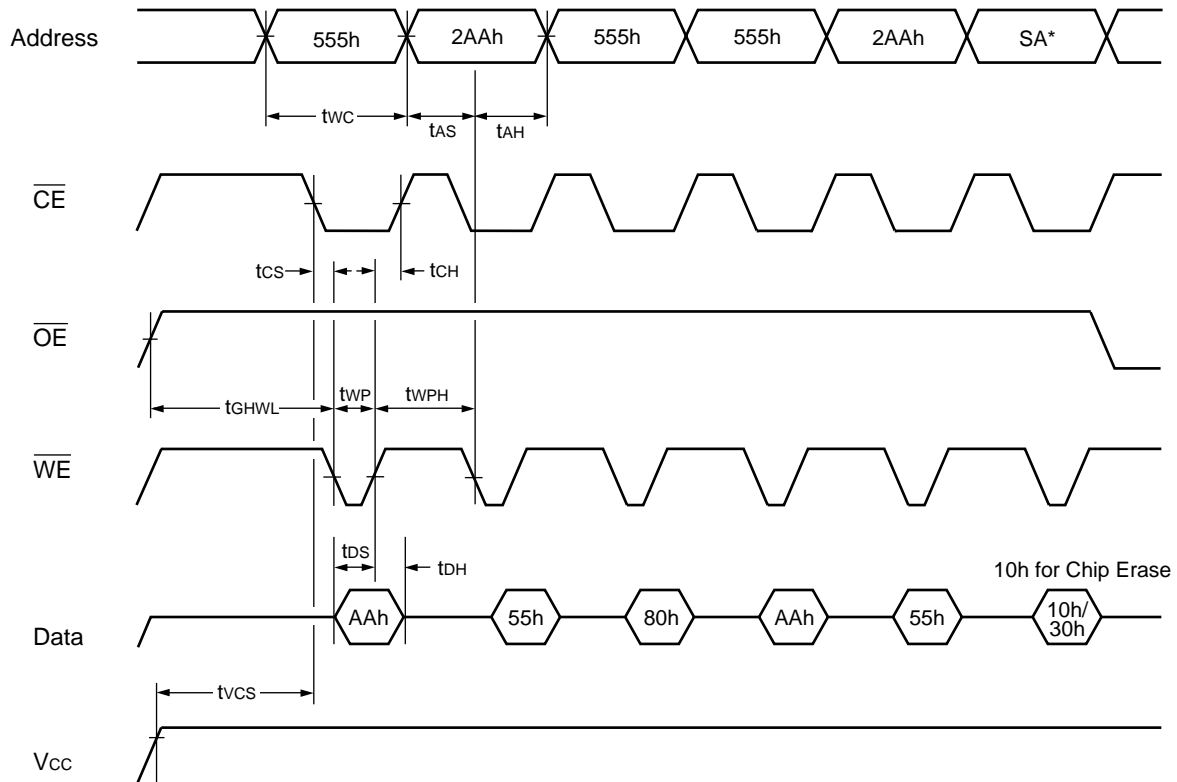 Address 555h 2AAh 555h 555h 2AAh SA*
tWC tAS tAH
CE
tCS tCH
OE
tGHWL tWP tWPH
WE
tDS tDH
10h for Chip Erase
Data AAh 55h 80h AAh 55h 10h/
30h
tVCS
VCC